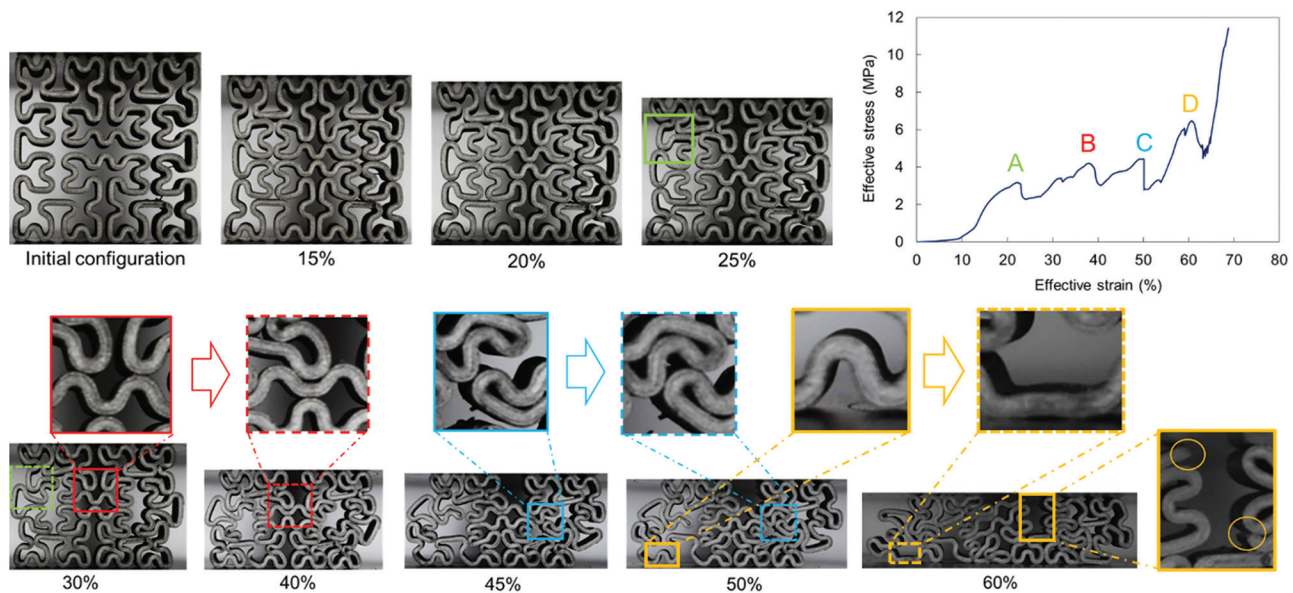 Initial configuration
15%
20%
25%
Effective stress (MPa)
12
10
8
6
4
2
0
A
B
C
D
0 10 20 30 40 50 60 70 80
Effective strain (%)
30%
40%
45%
50%
60%